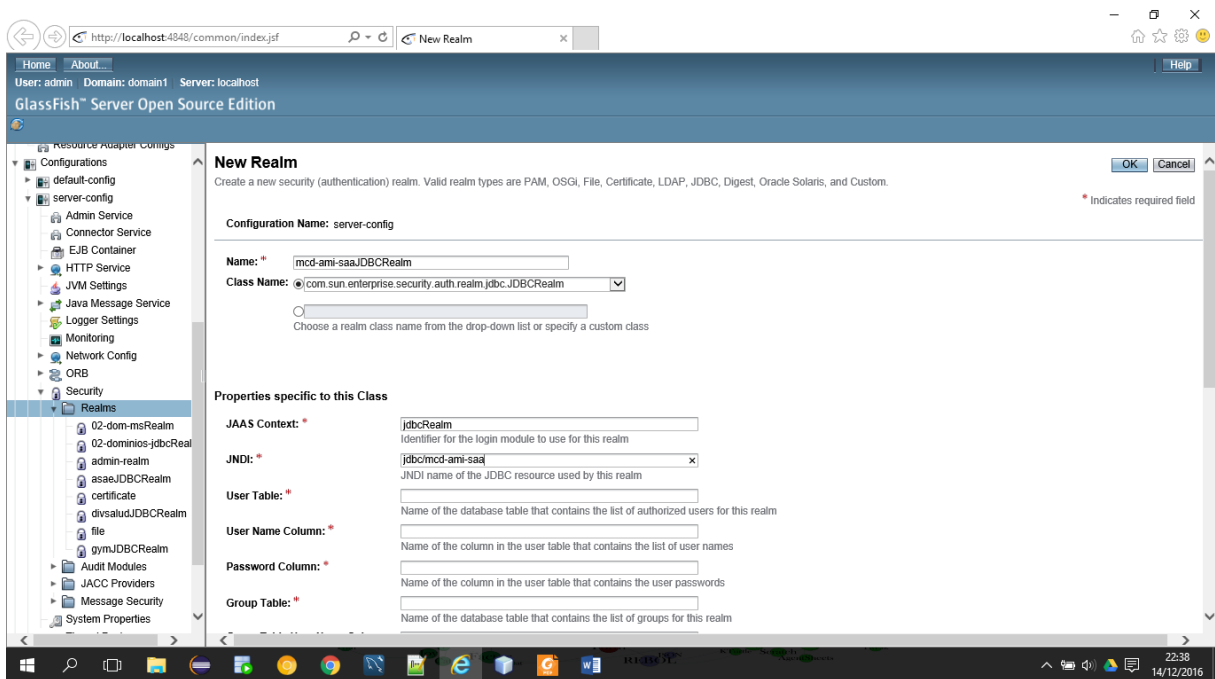 http://localhost:4848/common/index.jsf
New Realm
Home About...
Help
User: admin Domain: domain1 Server: localhost
GlassFish™ Server Open Source Edition
Resource Adapter Configs
Configurations
default-config
server-config
Admin Service
Connector Service
EJB Container
HTTP Service
JVM Settings
Java Message Service
Logger Settings
Monitoring
Network Config
ORB
Security
Realms
02-dom-msRealm
02-dominios-jdbcReal
admin-realm
asaeJDBCRealm
certificate
divsaludJDBCRealm
file
gymJDBCRealm
Audit Modules
JACC Providers
Message Security
System Properties
New Realm
OK Cancel
Create a new security (authentication) realm. Valid realm types are PAM, OSGi, File, Certificate, LDAP, JDBC, Digest, Oracle Solaris, and Custom.
* Indicates required field
Configuration Name: server-config
Name: * mcd-ami-saaJDBCRealm
Class Name: com.sun.enterprise.security.auth.realm.jdbc.JDBCRealm
Choose a realm class name from the drop-down list or specify a custom class
Properties specific to this Class
JAAS Context: * jdbcRealm
Identifier for the login module to use for this realm
JNDI: * jdbc/mcd-ami-saa
JNDI name of the JDBC resource used by this realm
User Table: *
Name of the database table that contains the list of authorized users for this realm
User Name Column: *
Name of the column in the user table that contains the list of user names
Password Column: *
Name of the column in the user table that contains the user passwords
Group Table: *
Name of the database table that contains the list of groups for this realm
22:38
14/12/2016